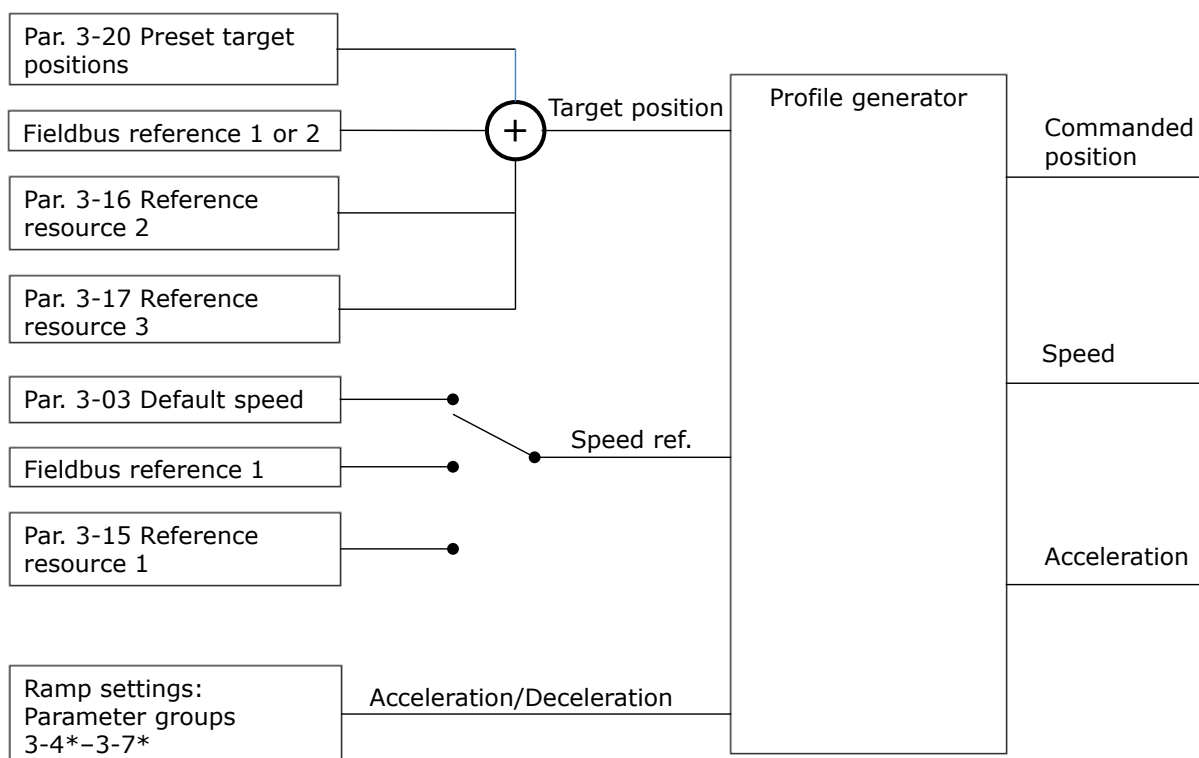 Par. 3-20 Preset target
positions
Fieldbus reference 1 or 2
Par. 3-16 Reference
resource 2
Par. 3-17 Reference
resource 3
+
Target position
Par. 3-03 Default speed
Fieldbus reference 1
Par. 3-15 Reference
resource 1
Speed ref.
Ramp settings:
Parameter groups
3-4*–3-7*
Acceleration/Deceleration
Profile generator
Commanded
position
Speed
Acceleration